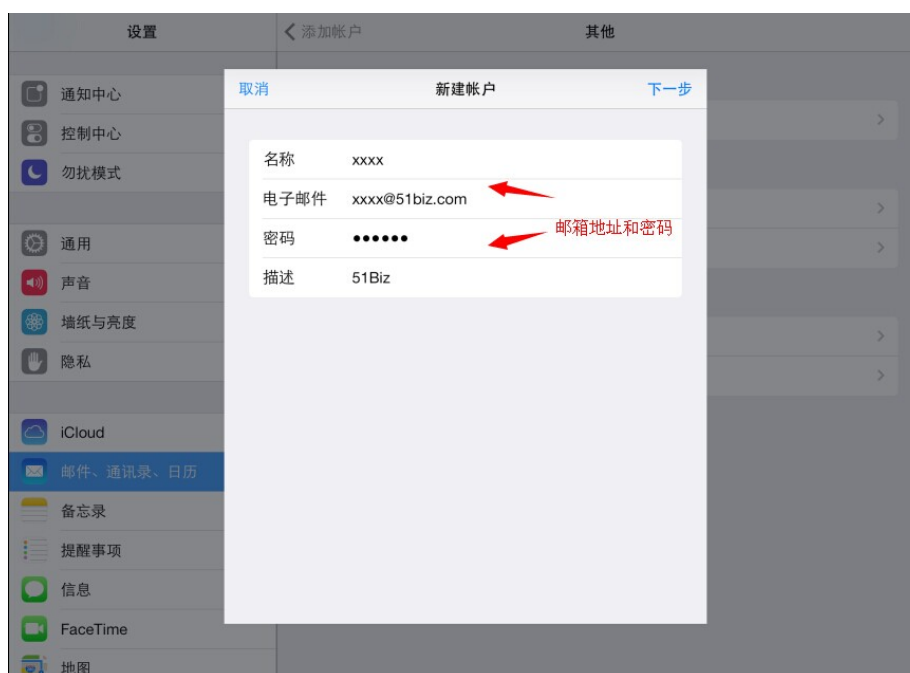 设置
添加帐户
其他
取消
新建帐户
下一步
名称 xxxx
电子邮件 xxxx@51biz.com
密码 ••••••
描述 51Biz
邮箱地址和密码
通知中心
控制中心
勿扰模式
通用
声音
墙纸与亮度
隐私
iCloud
邮件、通讯录、日历
备忘录
提醒事项
信息
FaceTime
地图